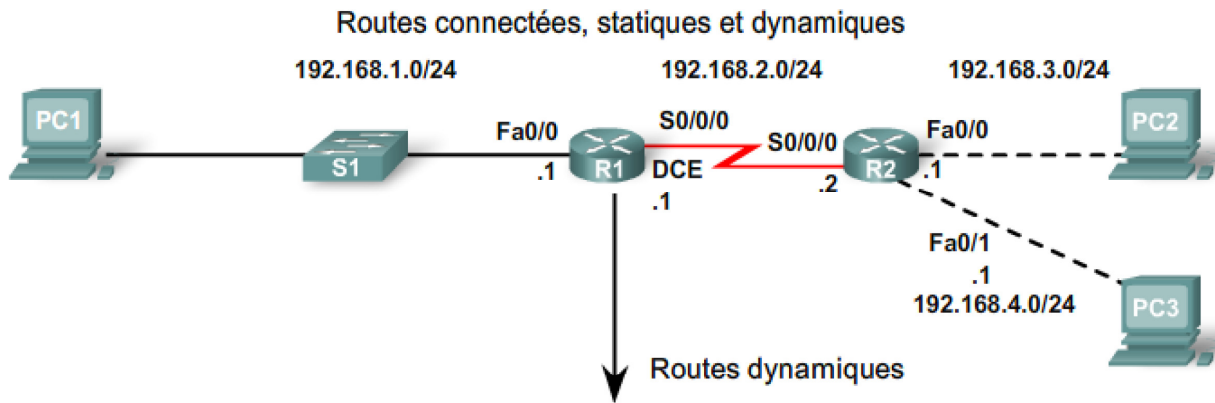 Routes connectées, statiques et dynamiques
192.168.1.0/24
192.168.2.0/24
192.168.3.0/24
PC1
S1
Fa0/0
.1
R1
S0/0/0
DCE
.1
S0/0/0
.2
R2
Fa0/0
.1
PC2
Fa0/1
.1
192.168.4.0/24
PC3
Routes dynamiques